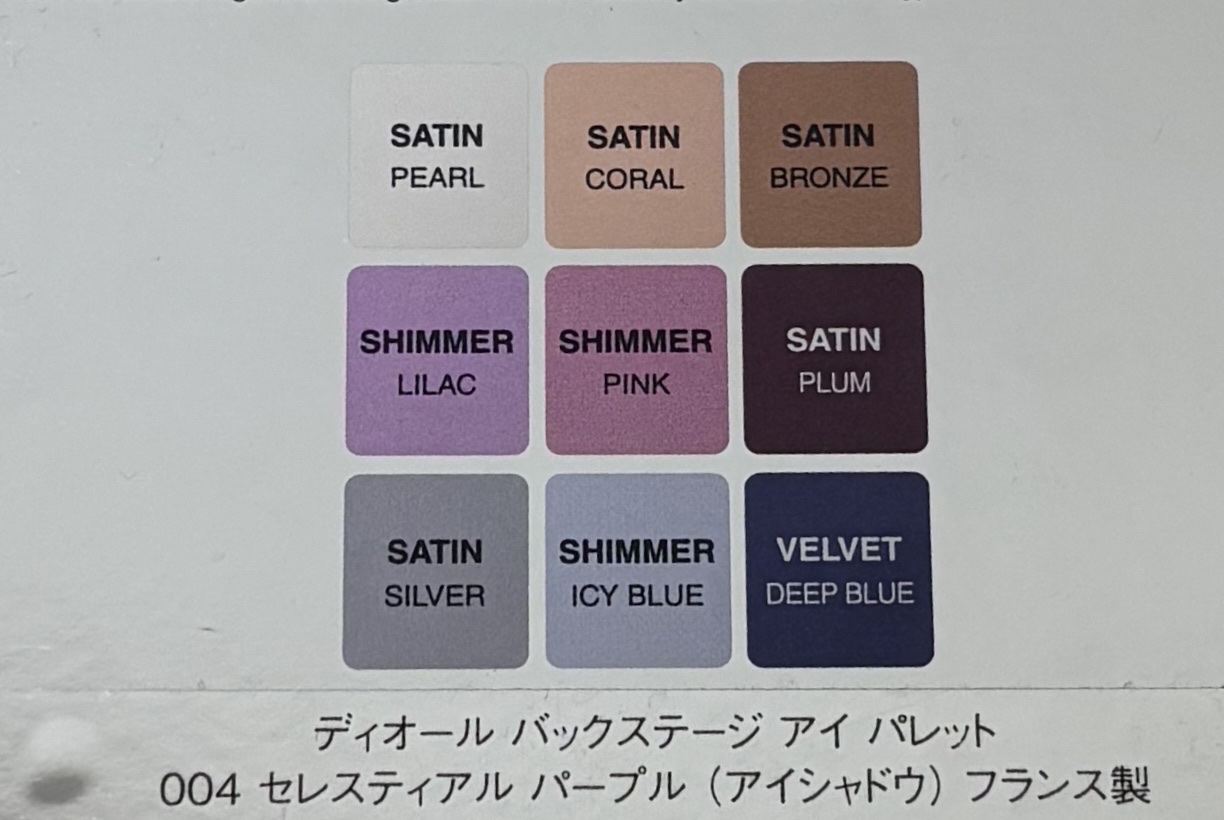 SATIN SATIN SATIN
PEARL CORAL BRONZE
SHIMMER SHIMMER SATIN
LILAC PINK PLUM
SATIN SHIMMER VELVET
SILVER ICY BLUE DEEP BLUE
ディオール バックステージ アイ パレット
004 セレスティアル パープル（アイシャドウ）フランス製